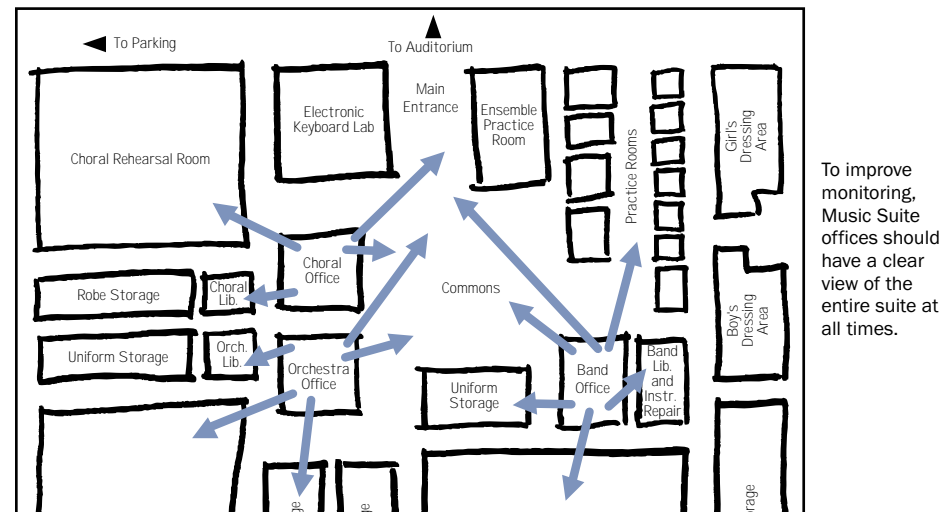 To Parking
To Auditorium
Main
Entrance
Electronic
Keyboard Lab
Ensemble
Practice
Room
Choral Rehearsal Room
Practice Rooms
Girl's
Dressing
Area
To improve
monitoring,
Music Suite
offices should
have a clear
view of the
entire suite at
all times.
Choral
Office
Robe Storage
Choral
Lib.
Commons
Boy's
Dressing
Area
Uniform Storage
Orch.
Lib.
Orchestra
Office
Uniform
Storage
Band
Office
Band
Lib.
and
Instr.
Repair